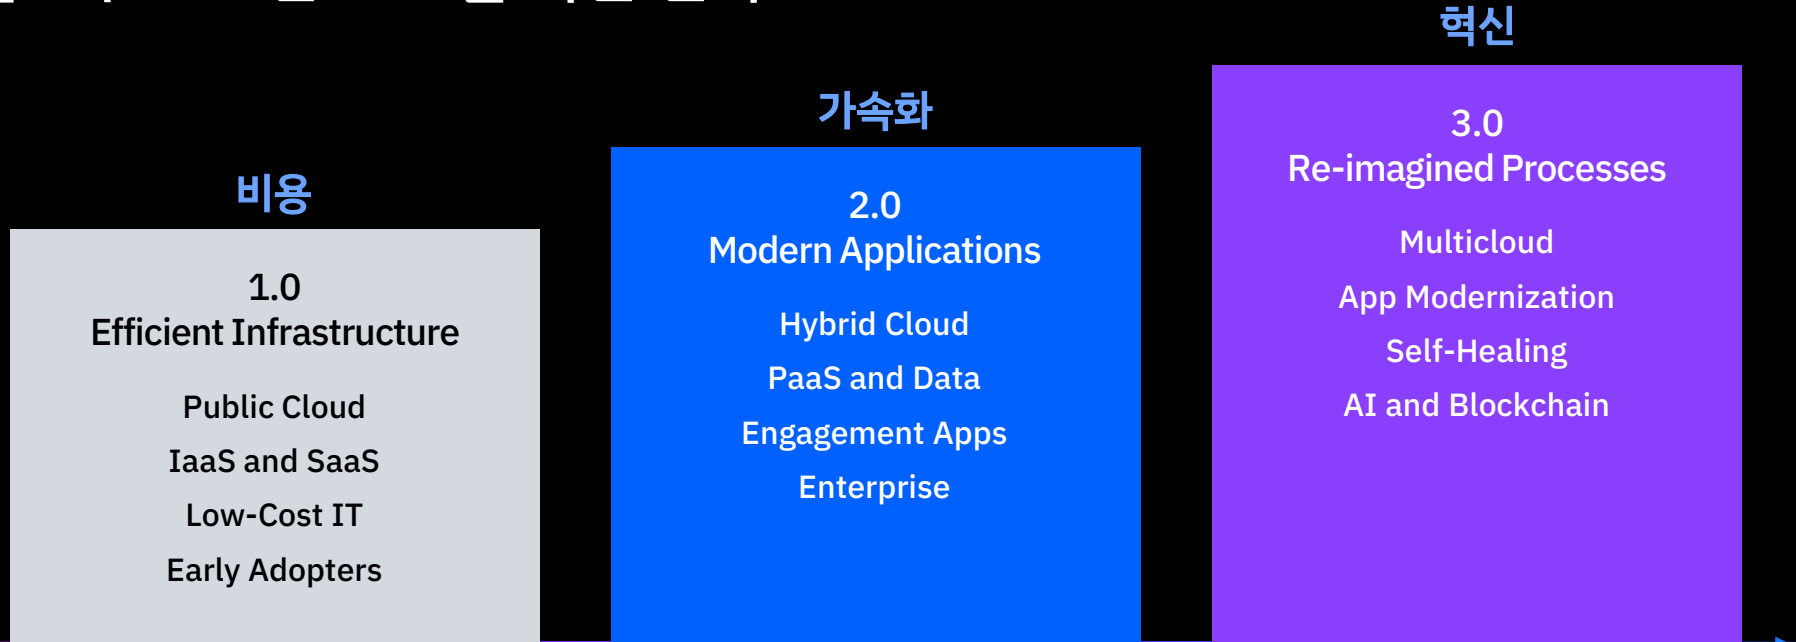 비용
1.0
Efficient Infrastructure
Public Cloud
IaaS and SaaS
Low-Cost IT
Early Adopters
가속화
2.0
Modern Applications
Hybrid Cloud
PaaS and Data
Engagement Apps
Enterprise
혁신
3.0
Re-imagined Processes
Multicloud
App Modernization
Self-Healing
AI and Blockchain